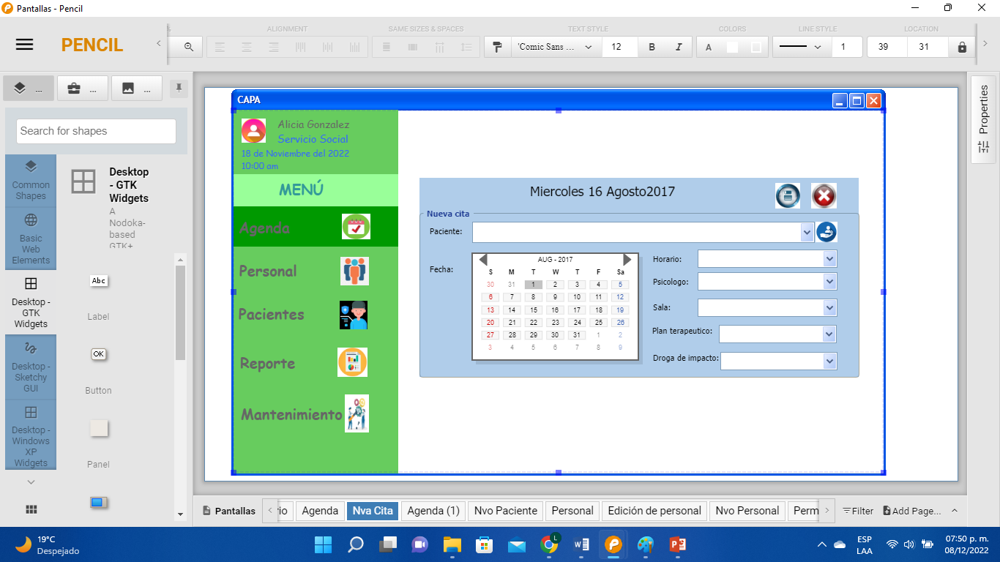 Pantallas - Pencil
PENCIL
ALIGNMENT
SAME SIZES & SPACES
TEXT STYLE
COLORS
LINE STYLE
LOCATION
'Comic Sans ...
12
B
I
A
1
39
31
...
...
...
Search for shapes
Common
Shapes
Basic
Web
Elements
Desktop -
GTK
Widgets
Desktop -
Sketchy
GUI
Desktop -
Windows
XP
Widgets
Desktop
- GTK
Widgets
A
Nodoka-
based
GTK+
Abc
Label
OK
Button
Panel
CAPA
Alicia Gonzalez
Servicio Social
18 de Noviembre del 2022
10:00 am
MENÚ
Agenda
Personal
Pacientes
Reporte
Mantenimiento
Miercoles 16 Agosto2017
Nueva cita
Paciente:
Fecha:
AUG - 2017
S M T W T F Sa
30 31 1 2 3 4 5
6 7 8 9 10 11 12
13 14 15 16 17 18 19
20 21 22 23 24 25 26
27 28 29 30 31 1 2
3 4 5 6 7 8 9
Horario:
Psicologo:
Sala:
Plan terapeutico:
Droga de impacto:
Properties
Pantallas
io
Agenda
Nva Cita
Agenda (1)
Nvo Paciente
Personal
Edición de personal
Nvo Personal
Perm
Filter
Add Page...
19°C
Despejado
L
ESP
LAA
07:50 p. m.
08/12/2022